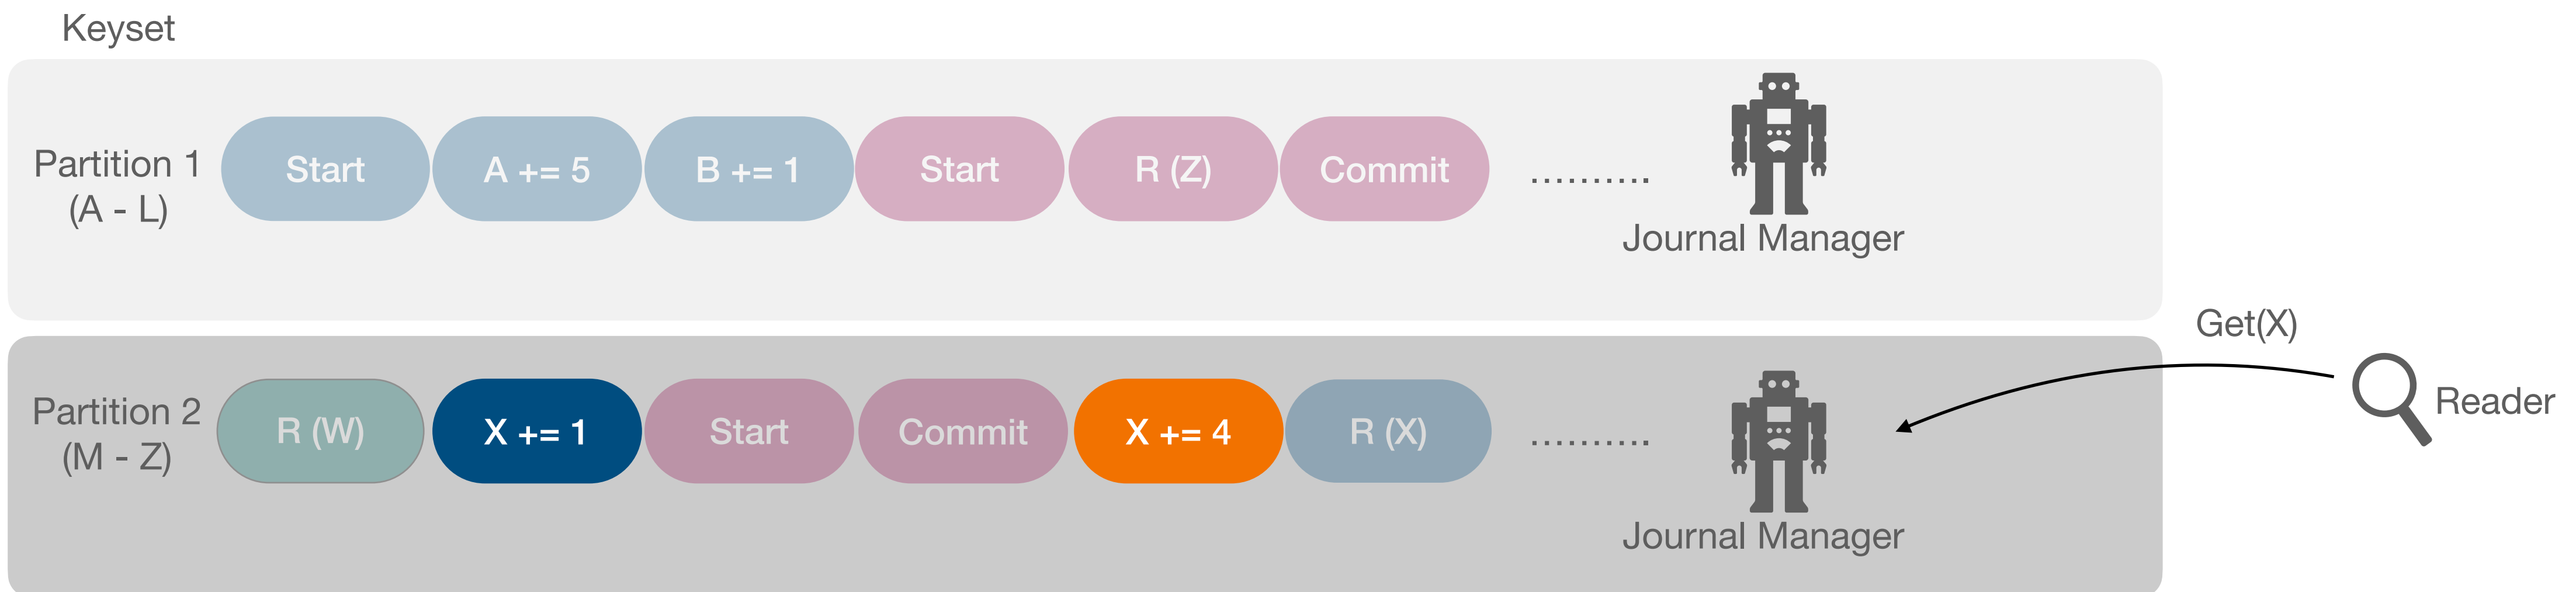 Keyset
Partition 1
(A - L)
Start
A += 5
B += 1
Start
R (Z)
Commit
..........
Journal Manager
Get(X)
Reader
Partition 2
(M - Z)
R (W)
X += 1
Start
Commit
X += 4
R (X)
..........
Journal Manager